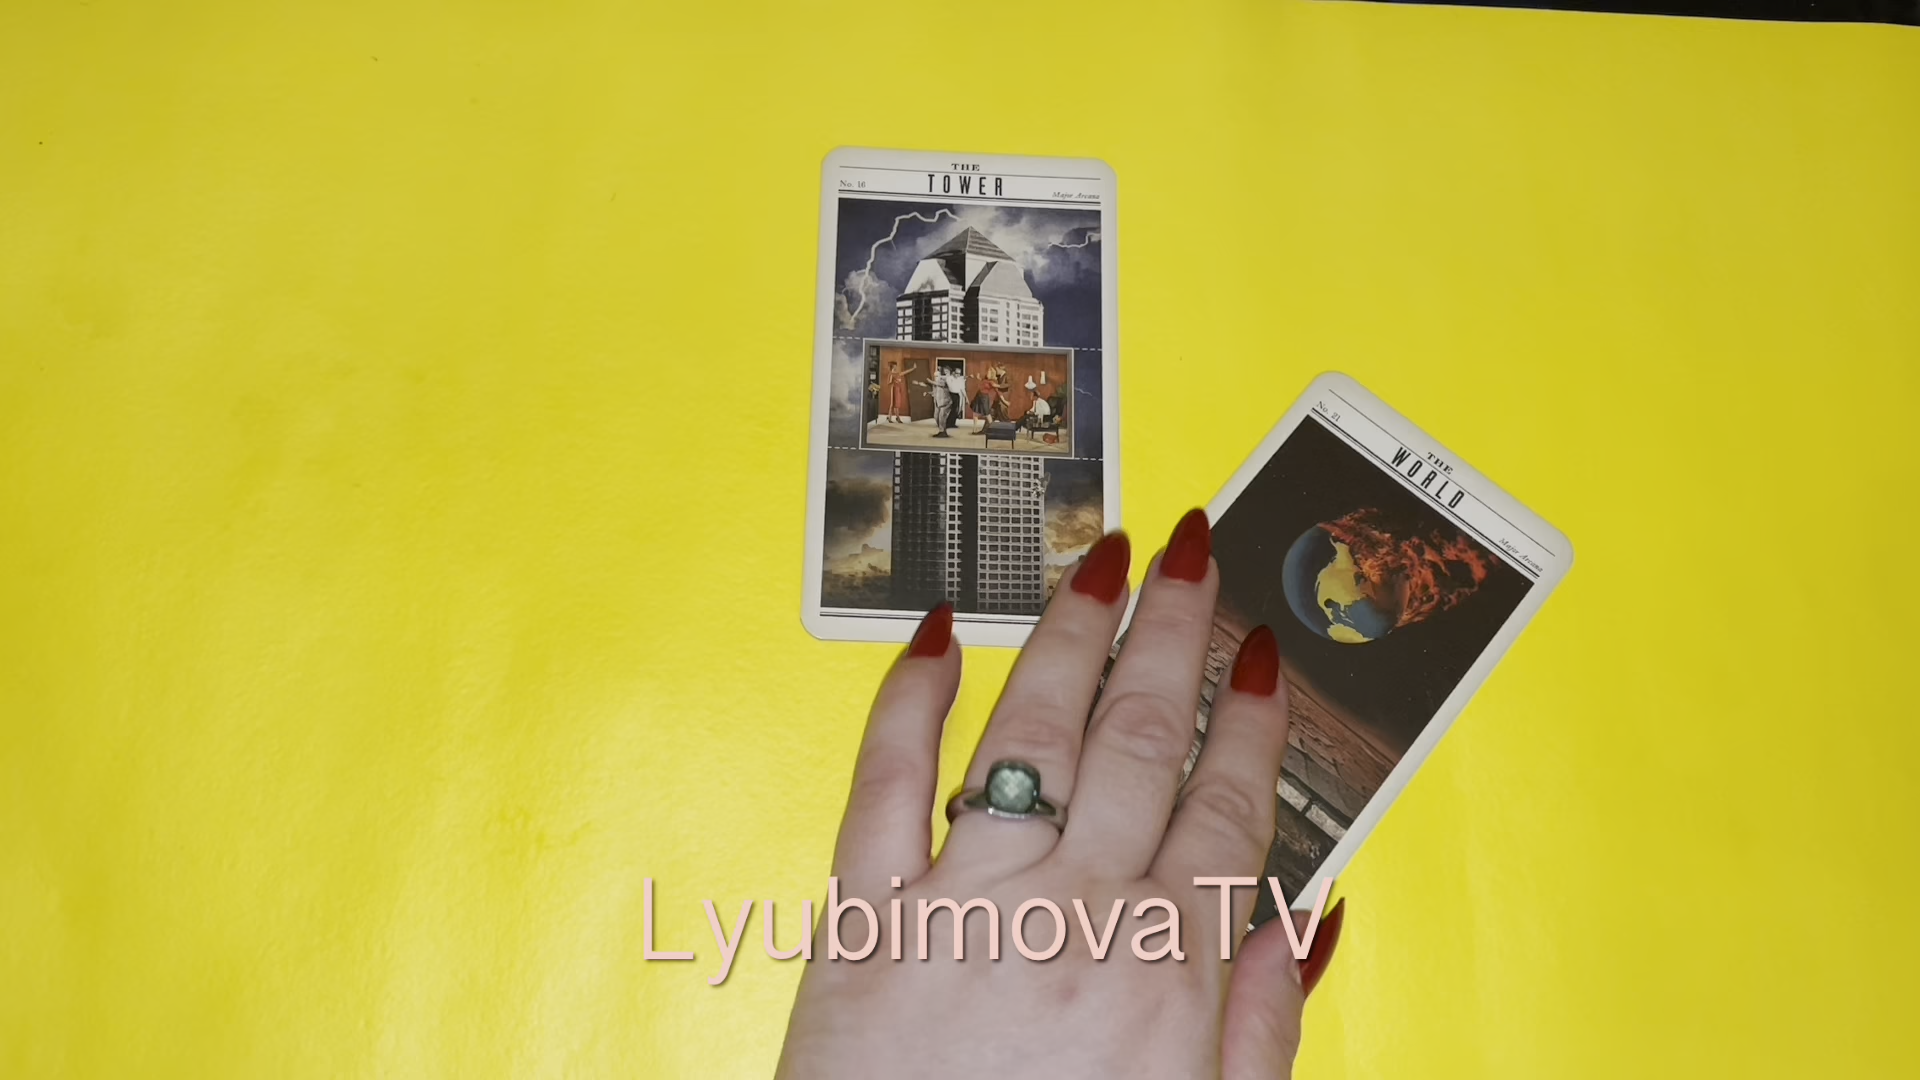 THE
TOWER
No. 16
Major Arcana
No. 21
THE
WORLD
Major Arcana
LyubimovaTV